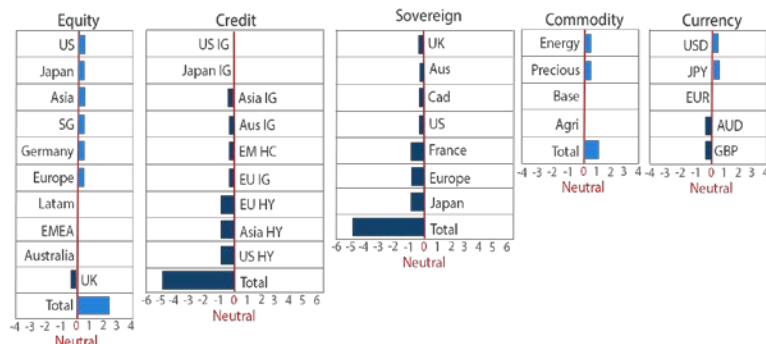 Equity
US
Japan
Asia
SG
Germany
Europe
Latam
EMEA
Australia
UK
Total
-4 -3 -2 -1 0 1 2 3 4
Neutral
Credit
US IG
Japan IG
Asia IG
Aus IG
EM HC
EU IG
EU HY
Asia HY
US HY
Total
-6 -5 -4 -3 -2 -1 0 1 2 3 4 5 6
Neutral
Sovereign
UK
Aus
Cad
US
France
Europe
Japan
Total
-6 -5 -4 -3 -2 -1 0 1 2 3 4 5 6
Neutral
Commodity
Energy
Precious
Base
Agri
Total
-4 -3 -2 -1 0 1 2 3 4
Neutral
Currency
USD
JPY
EUR
AUD
GBP
-4 -3 -2 -1 0 1 2 3 4
Neutral